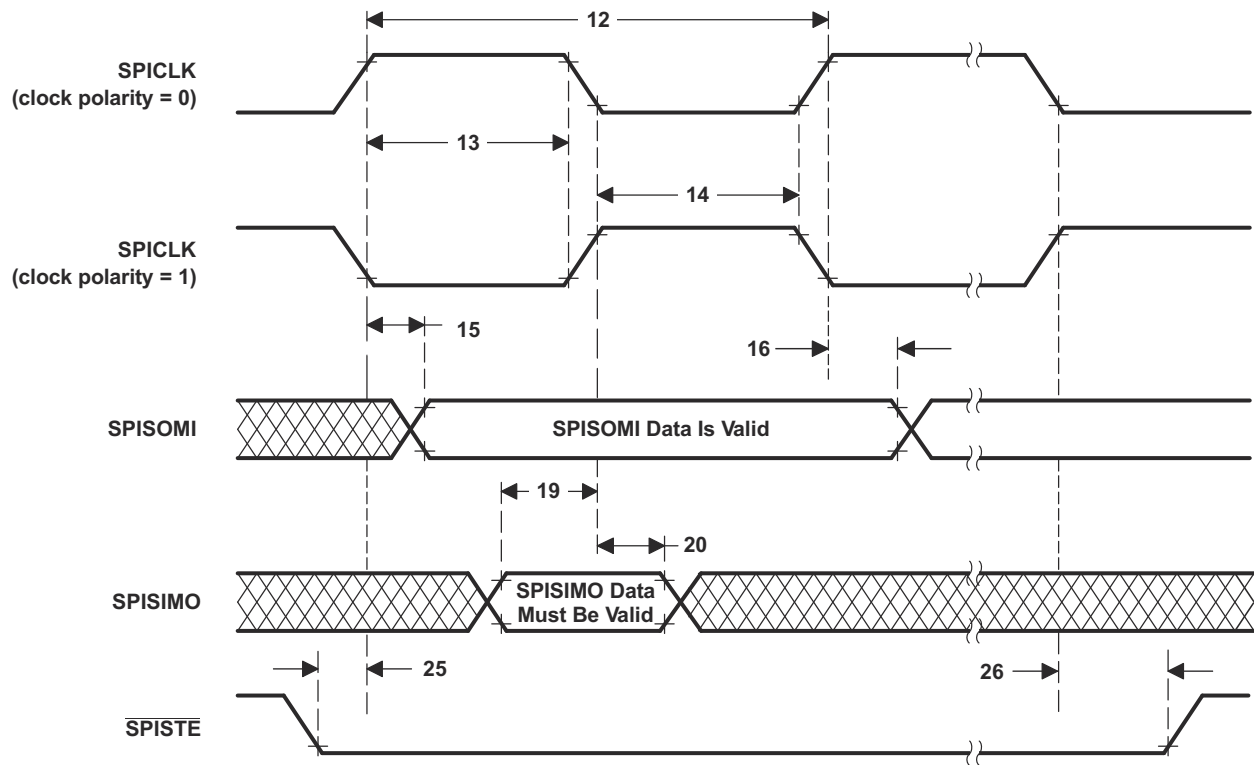 12
SPICLK
(clock polarity = 0)
13
14
SPICLK
(clock polarity = 1)
15
16
SPISOMI
SPISOMI Data Is Valid
19
20
SPISIMO
SPISIMO Data
Must Be Valid
25
26
SPISTE